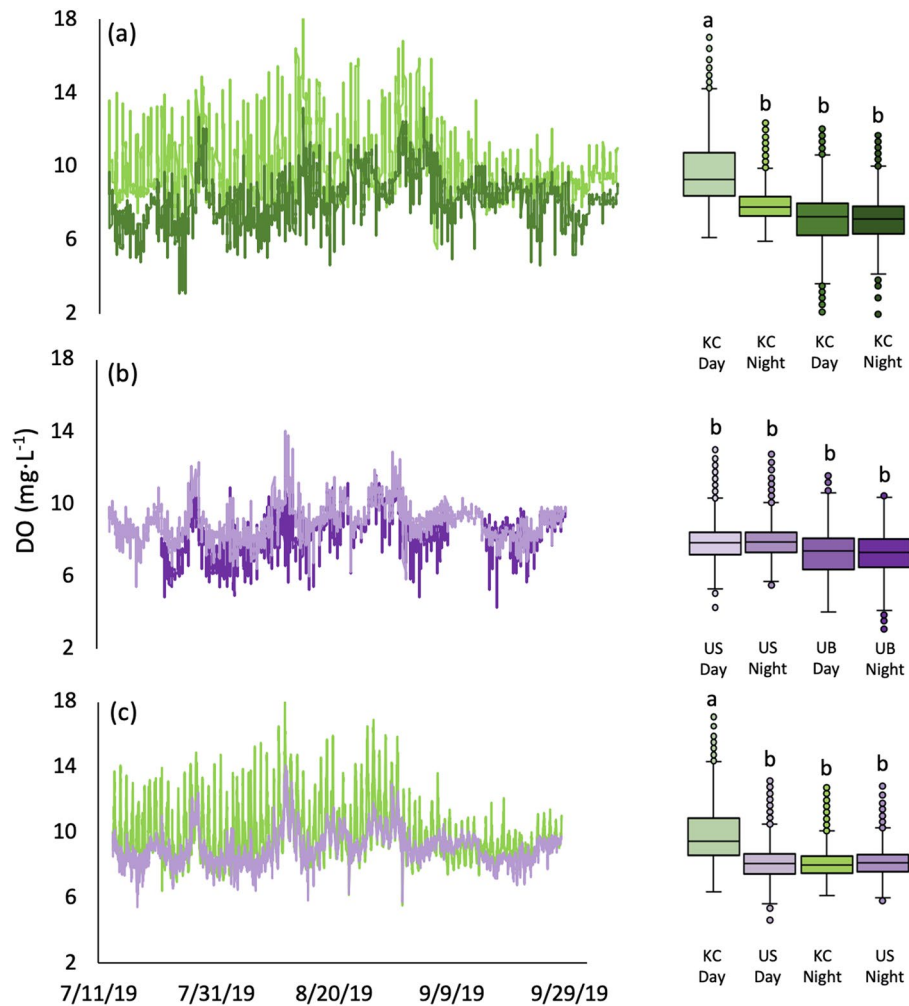 (a)
18
14
10
6
2
a
b
b
b
KC
Day
KC
Night
KC
Day
KC
Night
(b)
18
14
10
6
2
DO (mg·L⁻¹)
b
b
b
b
US
Day
US
Night
UB
Day
UB
Night
(c)
18
14
10
6
2
7/11/19 7/31/19 8/20/19 9/9/19 9/29/19
a
b
b
b
KC
Day
US
Day
KC
Night
US
Night